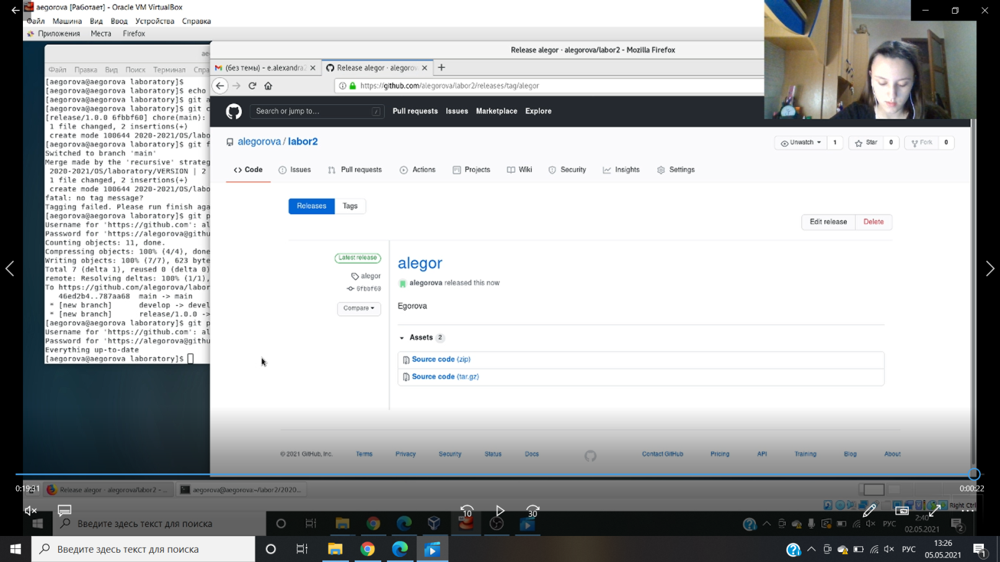 aegorova [Работает] - Oracle VM VirtualBox
Файл Машина Вид Ввод Устройства Справка
Приложения Места Firefox
Release alegor · alegorova/labor2 - Mozilla Firefox
Файл Правка Вид Поиск Терминал Спра
(без темы) - e.alexandra2
Release alegor · alegorov
https://github.com/alegorova/labor2/releases/tag/alegor
[aegorova@aegorova laboratory]$
[aegorova@aegorova laboratory]$ echo
[aegorova@aegorova laboratory]$ git a
[aegorova@aegorova laboratory]$ git c
[release/1.0.0 6fbbf60] chore(main):
1 file changed, 2 insertions(+)
create mode 100644 2020-2021/OS/labo
[aegorova@aegorova laboratory]$ git f
Switched to branch 'main'
Merge made by the 'recursive' strateg
2020-2021/OS/laboratory/VERSION | 2
1 file changed, 2 insertions(+)
create mode 100644 2020-2021/OS/labo
fatal: no tag message?
Tagging failed. Please run finish aga
[aegorova@aegorova laboratory]$ git p
Username for 'https://github.com': al
Password for 'https://alegorova@githu
Counting objects: 11, done.
Compressing objects: 100% (4/4), done
Writing objects: 100% (7/7), 623 byte
Total 7 (delta 1), reused 0 (delta 0)
remote: Resolving deltas: 100% (1/1),
To https://github.com/alegorova/labor
46ed2b4..787aa68 main -> main
* [new branch] develop -> devel
* [new branch] release/1.0.0 ->
[aegorova@aegorova laboratory]$ git p
Username for 'https://github.com': al
Password for 'https://alegorova@githu
Everything up-to-date
[aegorova@aegorova laboratory]$
Search or jump to… / Pull requests Issues Marketplace Explore
alegorova / labor2
Unwatch 1 Star 0 Fork 0
Code Issues Pull requests Actions Projects Wiki Security Insights Settings
Releases Tags
Edit release Delete
Latest release
alegor
6fbbf60
Compare
alegor
alegorova released this now
Egorova
Assets 2
Source code (zip)
Source code (tar.gz)
© 2021 GitHub, Inc. Terms Privacy Security Status Docs Contact GitHub Pricing API Training Blog About
0:19:31
0:00:22
Release alegor · alegorova/labor2 - ...
aegorova@aegorova:~/labor2/2020...
Right Ctrl
10
30
Введите здесь текст для поиска
РУС
2:40
02.05.2021
2
Введите здесь текст для поиска
РУС
13:26
05.05.2021
1